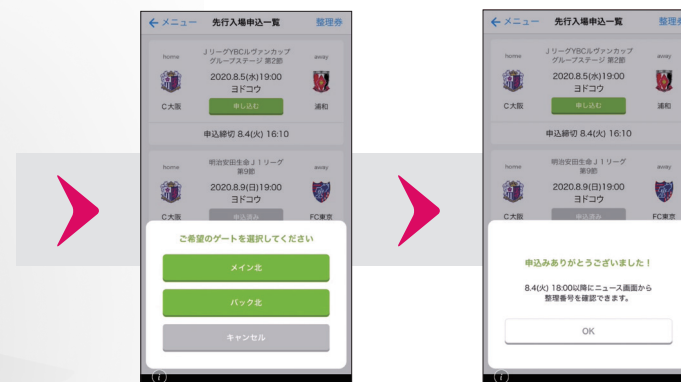 メニュー 先行入場申込一覧 整理券
home JリーグYBCルヴァンカップ away
グループステージ 第2節
2020.8.5(水)19:00
ヨドコウ
C大阪 申し込む 浦和
申込締切 8.4(火) 16:10
home 明治安田生命J1リーグ away
第9節
2020.8.9(日)19:00
ヨドコウ
C大阪 申込済み FC東京
ご希望のゲートを選択してください
メイン北
バック北
キャンセル
メニュー 先行入場申込一覧 整理券
home JリーグYBCルヴァンカップ away
グループステージ 第2節
2020.8.5(水)19:00
ヨドコウ
C大阪 申し込む 浦和
申込締切 8.4(火) 16:10
home 明治安田生命J1リーグ away
第9節
2020.8.9(日)19:00
ヨドコウ
C大阪 申込済み FC東京
申込みありがとうございました!
8.4(火) 18:00以降にニュース画面から
整理番号を確認できます。
OK